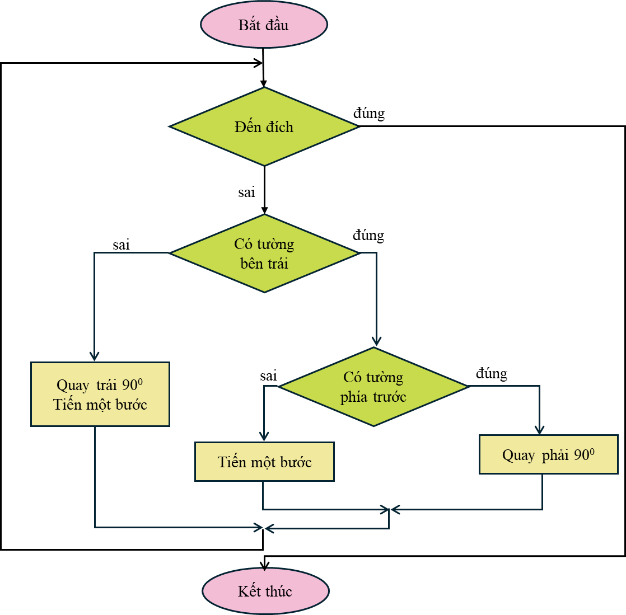 Bắt đầu
đúng
Đến đích
sai
sai
Có tường
bên trái
đúng
Quay trái 90⁰
Tiến một bước
sai
Có tường
phía trước
đúng
Tiến một bước
Quay phải 90⁰
Kết thúc